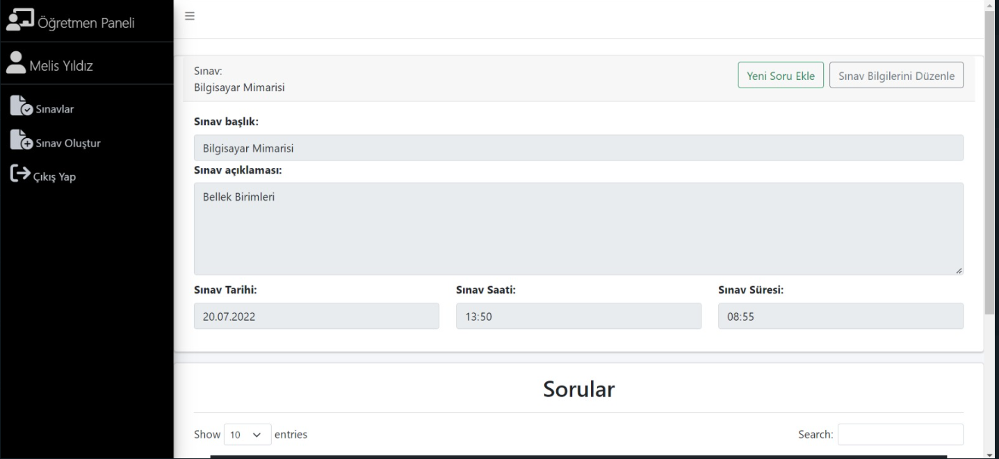 Öğretmen Paneli
Melis Yıldız
Sınavlar
Sınav Oluştur
Çıkış Yap
Sınav:
Bilgisayar Mimarisi
Yeni Soru Ekle
Sınav Bilgilerini Düzenle
Sınav başlık:
Bilgisayar Mimarisi
Sınav açıklaması:
Bellek Birimleri
Sınav Tarihi: Sınav Saati: Sınav Süresi:
20.07.2022 13:50 08:55
Sorular
Show 10 entries Search: